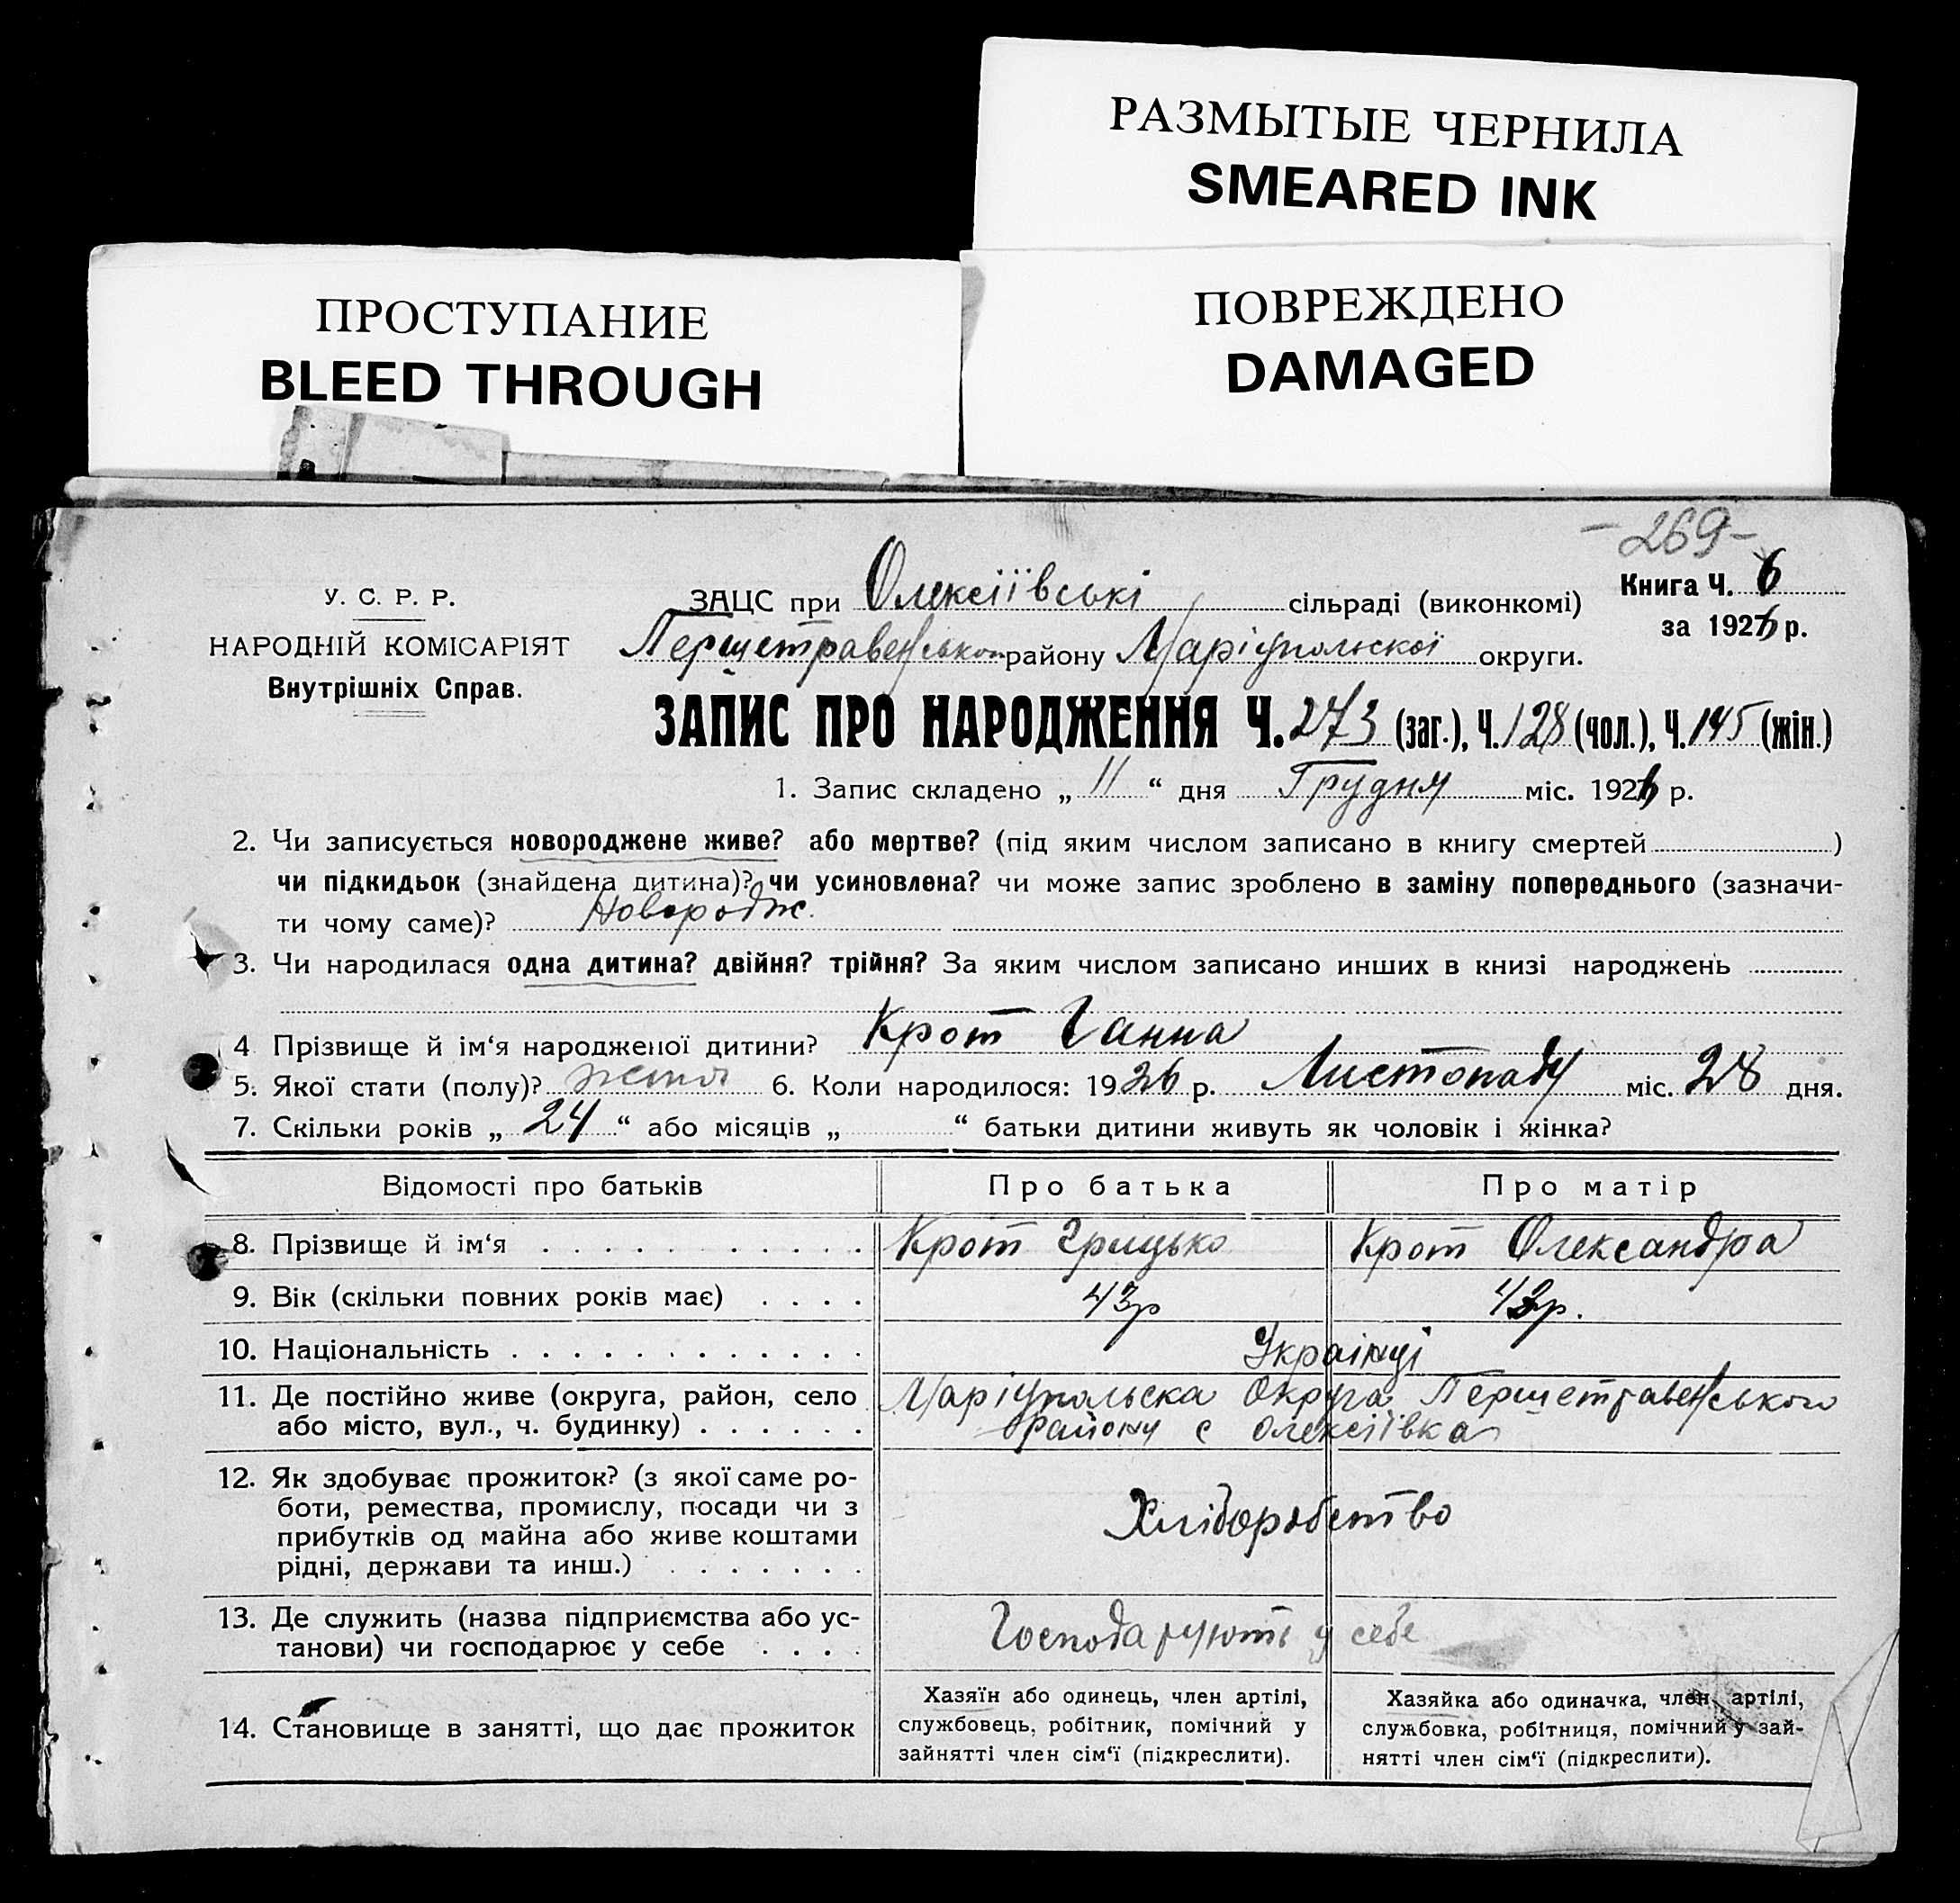 РАЗМЫТЫЕ ЧЕРНИЛА
SMEARED INK
ПРОСТУПАНИЕ
BLEED THROUGH
ПОВРЕЖДЕНО
DAMAGED
-269-
У. С. Р. Р.
НАРОДНІЙ КОМІСАРІЯТ
Внутрішніх Справ.
ЗАЦС при Олексіївські сільраді (виконкомі)
Першетравенського району Маріупольскої округи.
Книга Ч. 6
за 1926 р.
ЗАПИС ПРО НАРОДЖЕННЯ Ч. 273 (заг.), Ч. 128 (чол.), Ч. 145 (жін.)
1. Запис складено „ 11 “ дня Грудня міс. 1926 р.
2. Чи записується новороджене живе? або мертве? (під яким числом записано в книгу смертей )
чи підкидьок (знайдена дитина)? чи усиновлена? чи може запис зроблено в заміну попереднього (зазначи-
ти чому саме)? Новородж.
3. Чи народилася одна дитина? двійня? трійня? За яким числом записано инших в книзі народжень
4 Прізвище й ім‘я народженої дитини? Крот Ганна
5. Якої стати (полу)? жіноч 6. Коли народилося: 1926 р. Листопаду міс. 28 дня.
7. Скільки років „ 24 “ або місяців „ “ батьки дитини живуть як чоловік і жінка?
Відомості про батьків Про батька Про матір
8. Прізвище й ім‘я Крот Грицько Крот Олександра
9. Вік (скільки повних років має) 43р 42р.
10. Національність Українці
11. Де постійно живе (округа, район, село Маріупольска Округа Першетравенського
або місто, вул., ч. будинку) району с Олексіївка
12. Як здобуває прожиток? (з якої саме ро-
боти, ремества, промислу, посади чи з
прибутків од майна або живе коштами
рідні, держави та инш.)
Хліборобство
13. Де служить (назва підприємства або ус-
танови) чи господарює у себе
Господарують у себе
14. Становище в занятті, що дає прожиток
Хазяїн або одинець, член артілі,
службовець, робітник, помічний у
зайнятті член сім‘ї (підкреслити).
Хазяйка або одиначка, член артілі,
службовка, робітниця, помічний у зай-
нятті член сім‘ї (підкреслити).